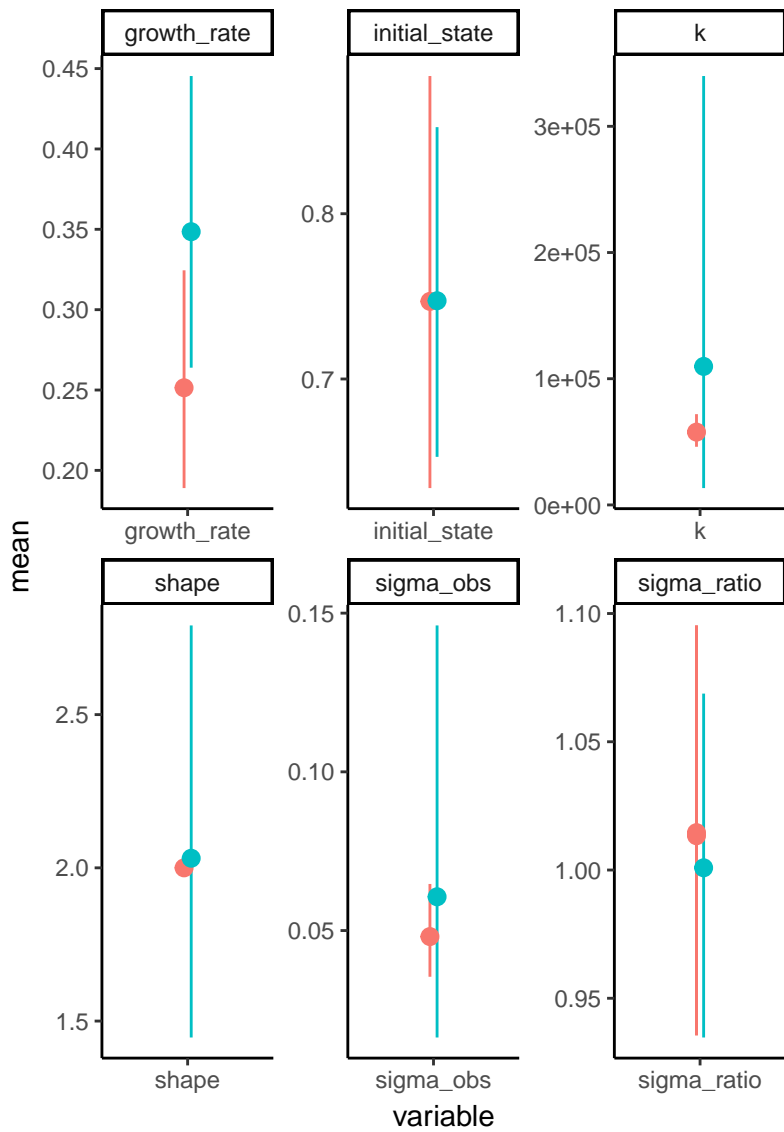 growth_rate
initial_state
k
0.45
0.40
0.35
0.30
0.25
0.20
0.8
0.7
3e+05
2e+05
1e+05
0e+00
growth_rate
initial_state
k
mean
shape
sigma_obs
sigma_ratio
2.5
2.0
1.5
0.15
0.10
0.05
1.10
1.05
1.00
0.95
shape
sigma_obs
sigma_ratio
variable